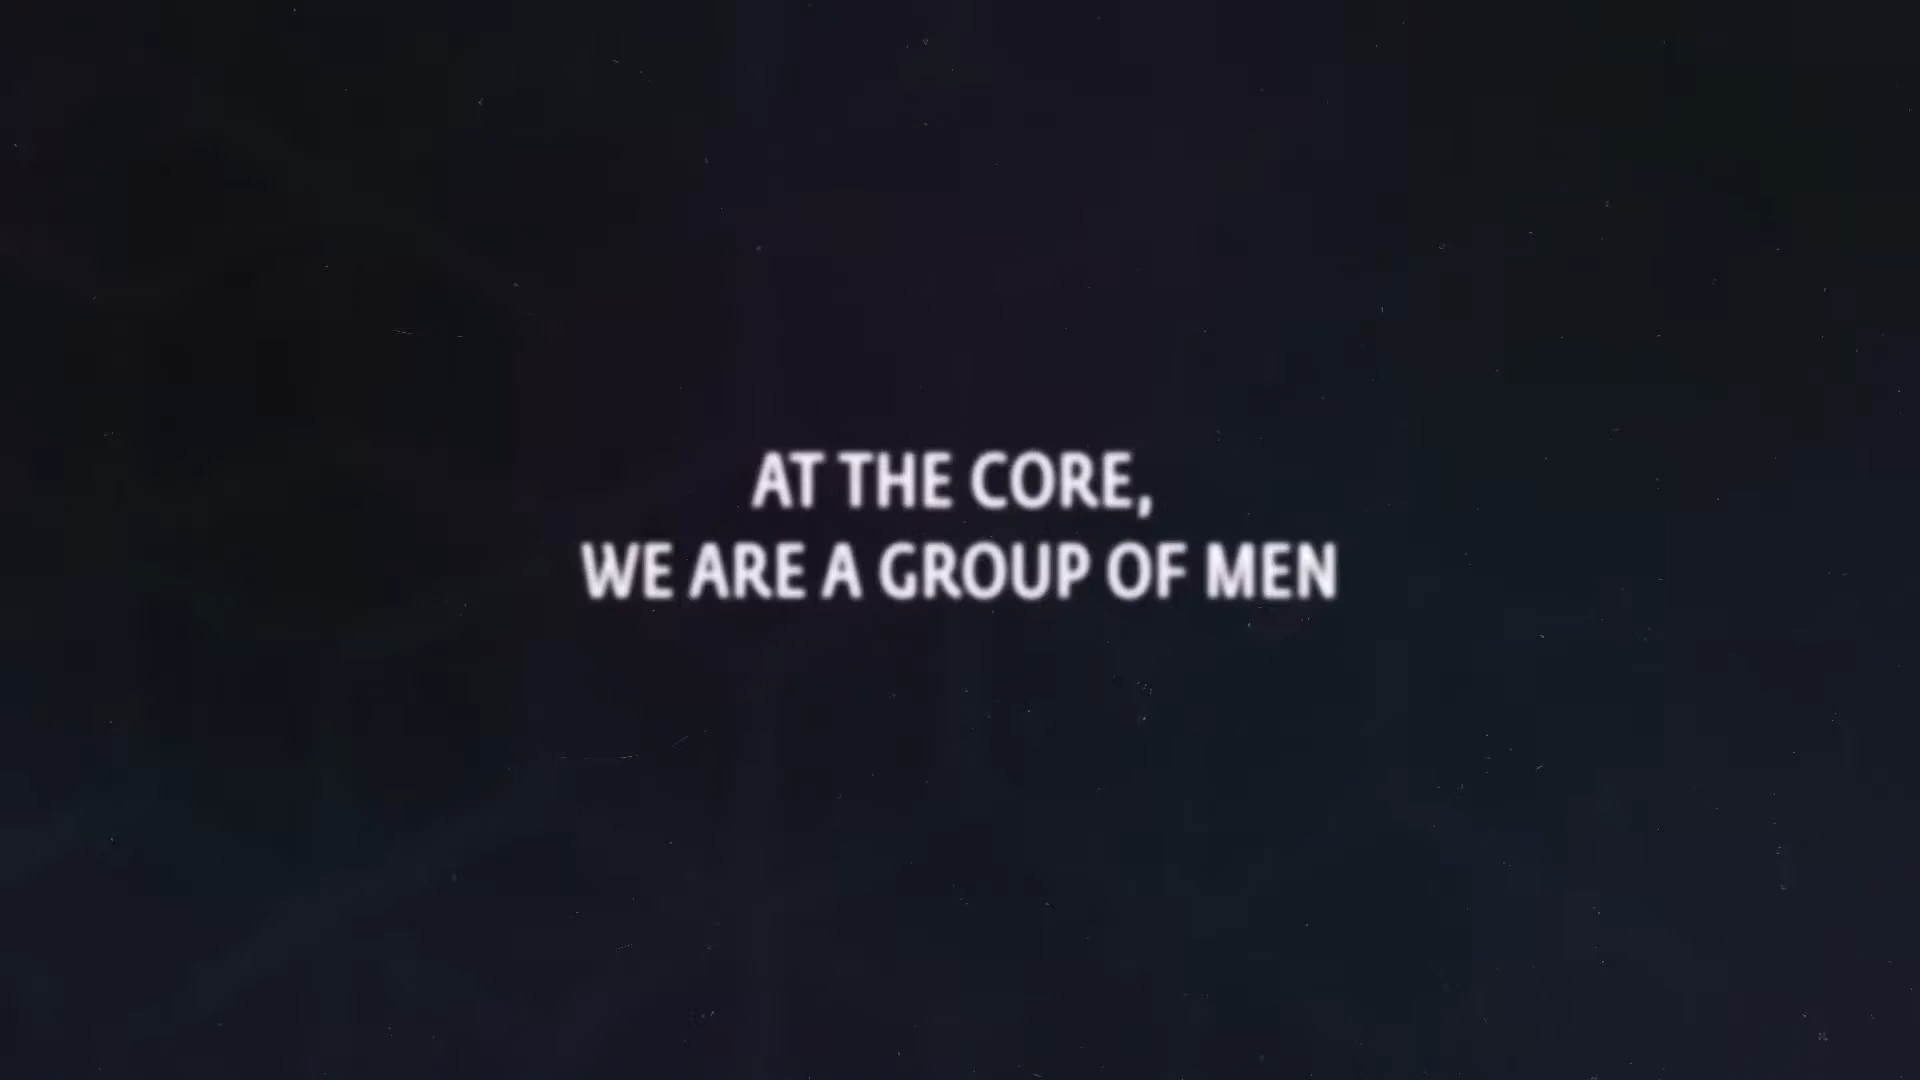 AT THE CORE,
WE ARE A GROUP OF MEN